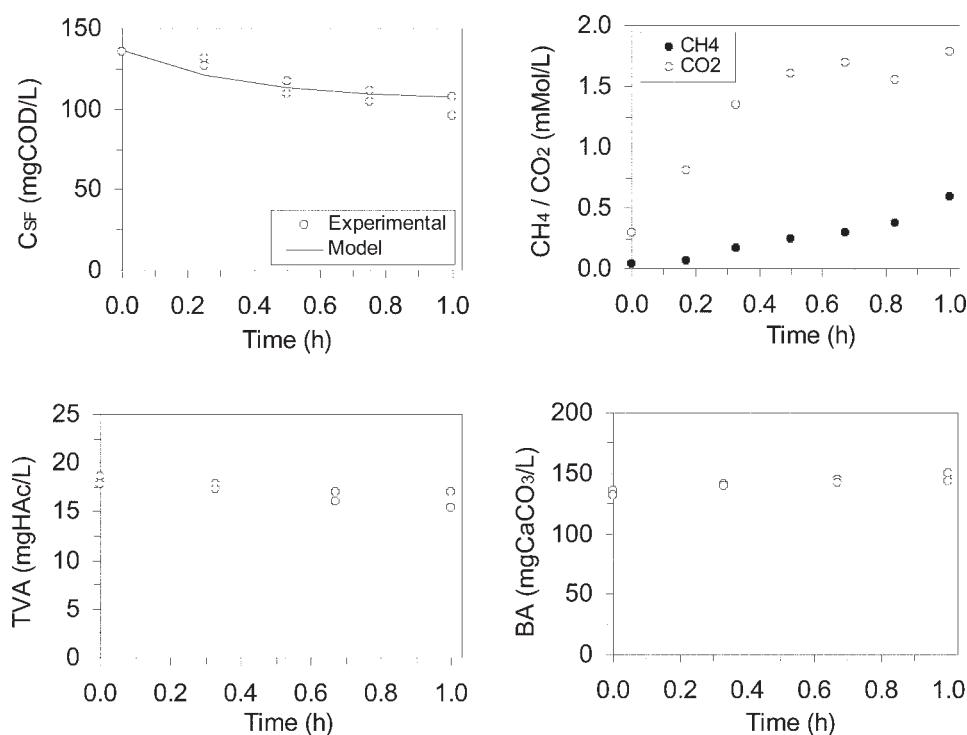 150
100
50
0
CSF (mgCOD/L)
Experimental
Model
0.0 0.2 0.4 0.6 0.8 1.0
Time (h)
2.0
1.5
1.0
0.5
0.0
CH4 / CO2 (mMol/L)
CH4
CO2
0.0 0.2 0.4 0.6 0.8 1.0
Time (h)
25
20
15
10
5
0
TVA (mgHAc/L)
0.0 0.2 0.4 0.6 0.8 1.0
Time (h)
200
150
100
50
0
BA (mgCaCO3/L)
0.0 0.2 0.4 0.6 0.8 1.0
Time (h)